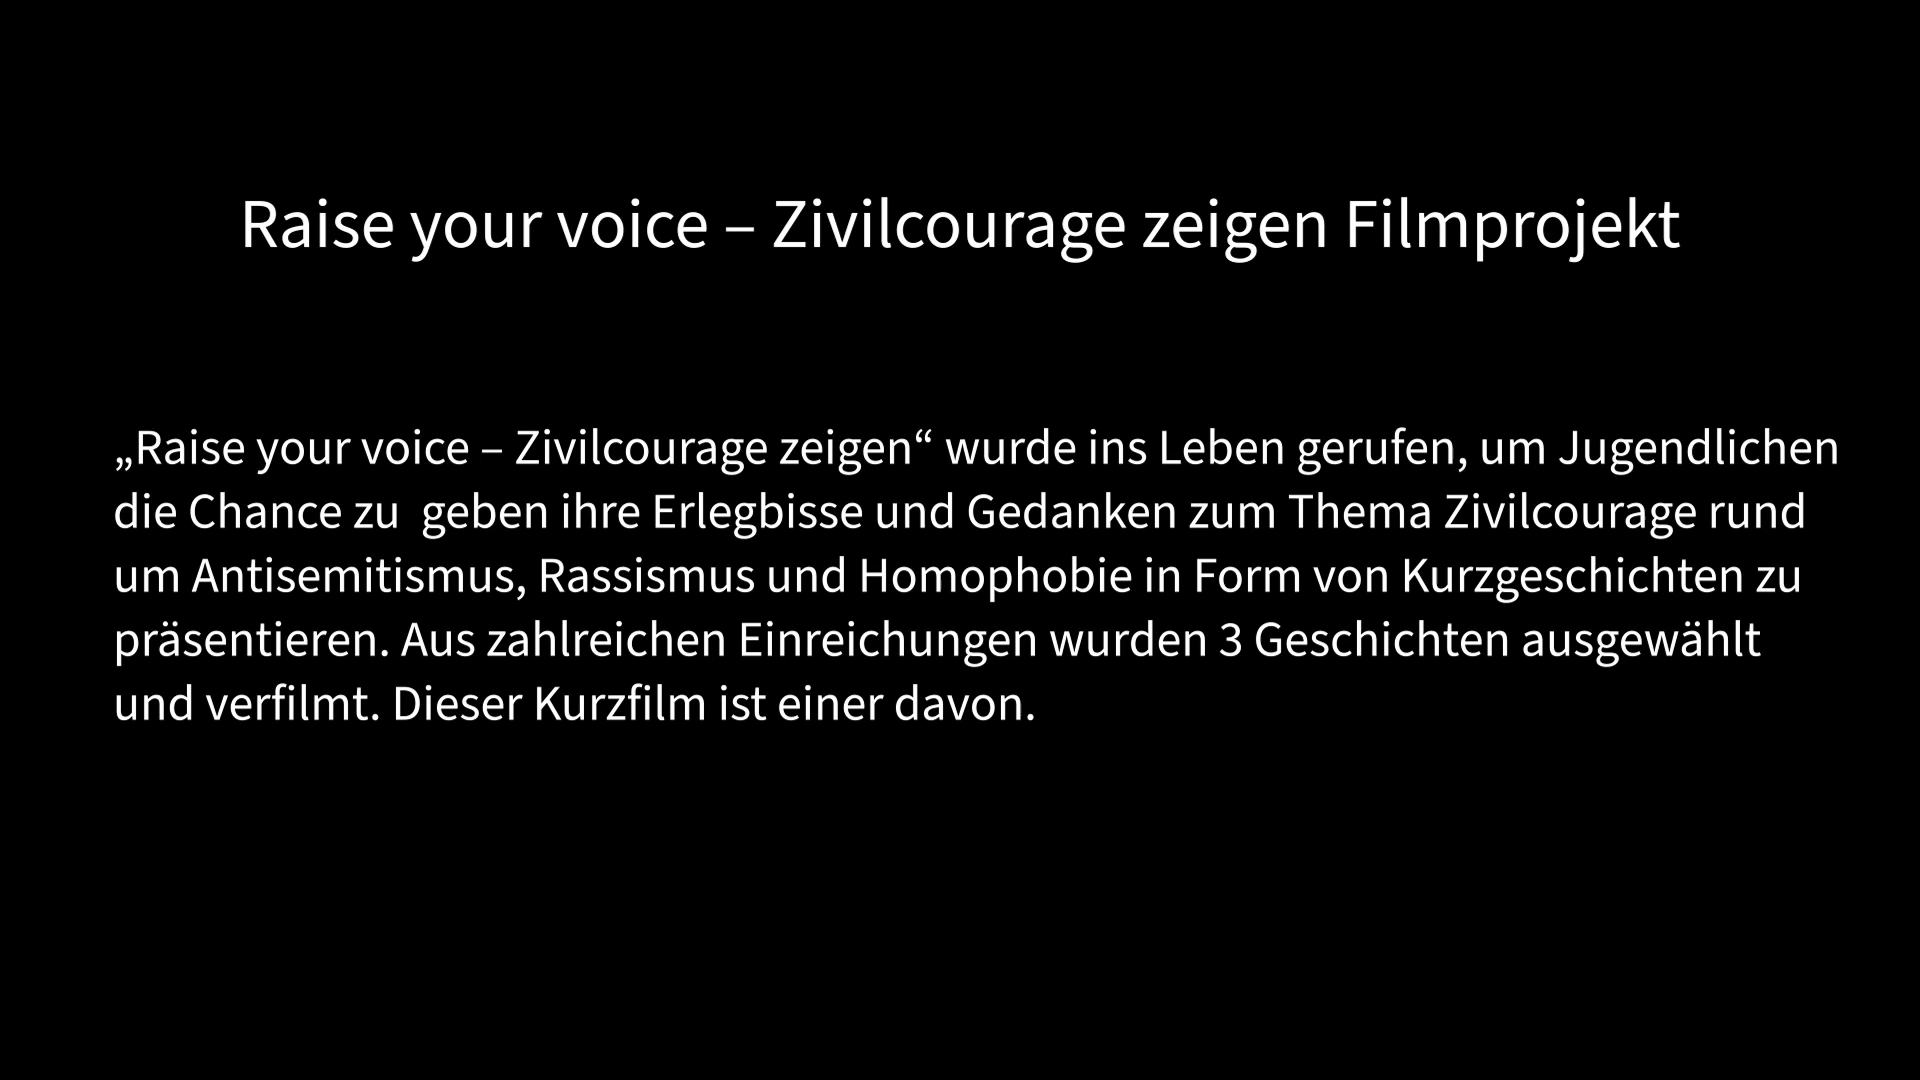 Raise your voice – Zivilcourage zeigen Filmprojekt
„Raise your voice – Zivilcourage zeigen“ wurde ins Leben gerufen, um Jugendlichen
die Chance zu  geben ihre Erlegbisse und Gedanken zum Thema Zivilcourage rund
um Antisemitismus, Rassismus und Homophobie in Form von Kurzgeschichten zu
präsentieren. Aus zahlreichen Einreichungen wurden 3 Geschichten ausgewählt
und verfilmt. Dieser Kurzfilm ist einer davon.